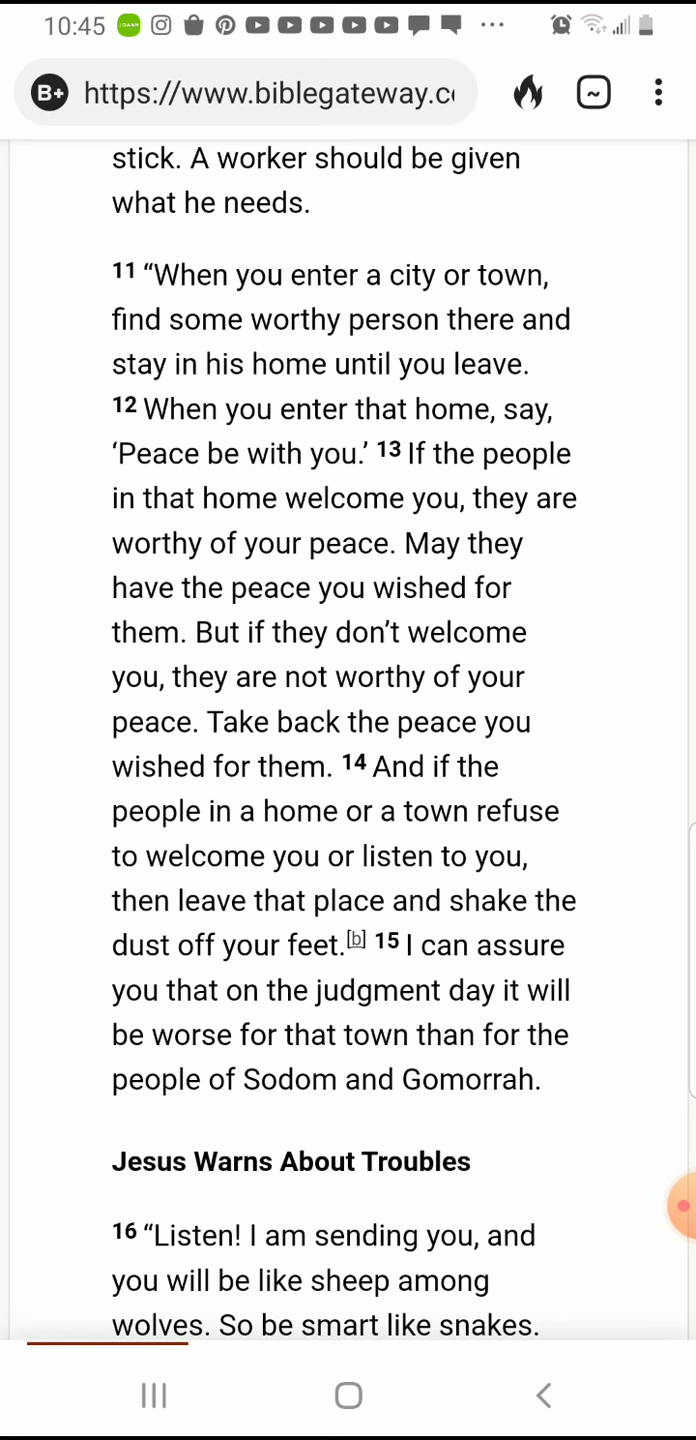 10:45
JOANN
B+ https://www.biblegateway.c
stick. A worker should be given
what he needs.
11 “When you enter a city or town,
find some worthy person there and
stay in his home until you leave.
12 When you enter that home, say,
‘Peace be with you.’ 13 If the people
in that home welcome you, they are
worthy of your peace. May they
have the peace you wished for
them. But if they don’t welcome
you, they are not worthy of your
peace. Take back the peace you
wished for them. 14 And if the
people in a home or a town refuse
to welcome you or listen to you,
then leave that place and shake the
dust off your feet.[b] 15 I can assure
you that on the judgment day it will
be worse for that town than for the
people of Sodom and Gomorrah.
Jesus Warns About Troubles
16 “Listen! I am sending you, and
you will be like sheep among
wolves. So be smart like snakes.